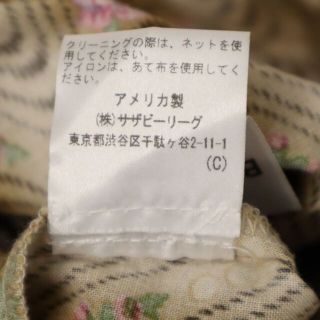 クリーニングの際は、ネットを使
用してください。
アイロンは、あて布を使用してく
ださい。
アメリカ製
(株) サザビーリーグ
東京都渋谷区千駄ヶ谷2-11-1
(C)